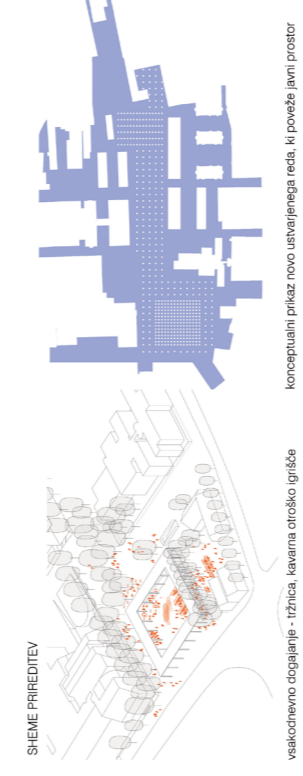 SHEME PRIREDITEV
vsakodnevno dogajanje - tržnica, kavarna otroško igrišče
konceptualni prikaz novo ustvarjenega reda, ki poveže javni prostor